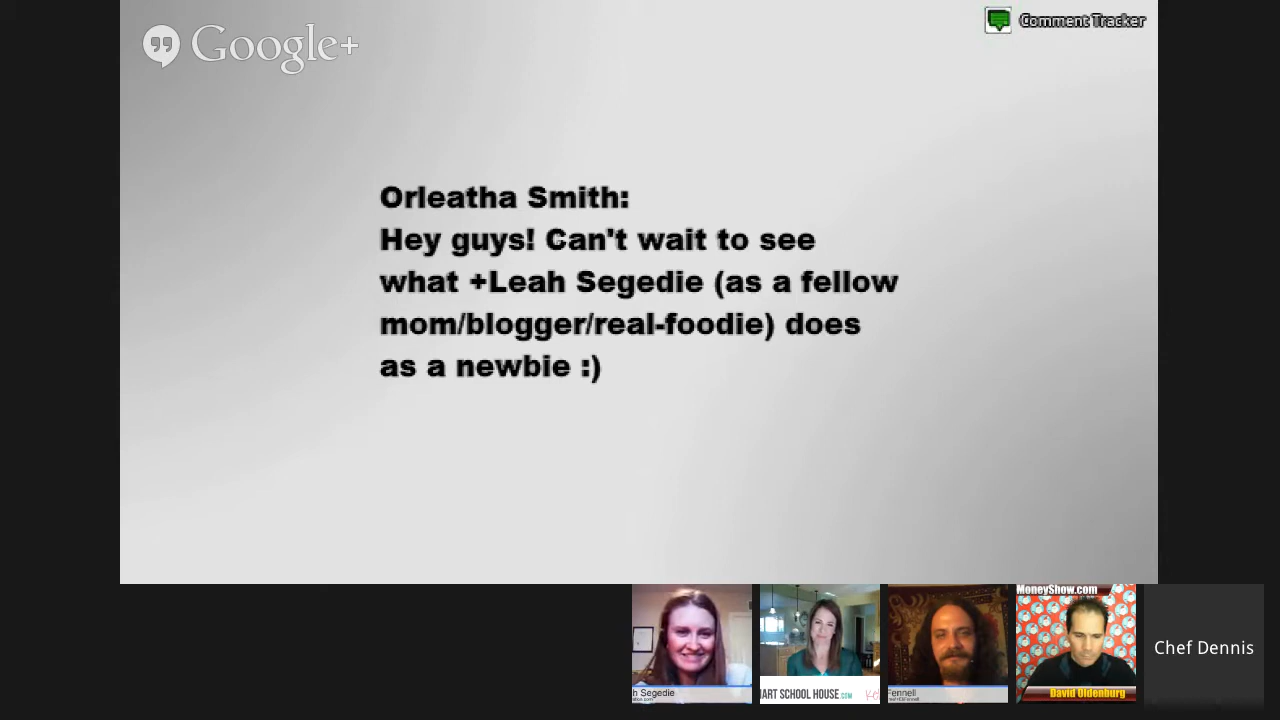 Google+
Comment Tracker
Orleatha Smith:
Hey guys! Can't wait to see
what +Leah Segedie (as a fellow
mom/blogger/real-foodie) does
as a newbie :)
h Segedie
MART SCHOOL HOUSE.COM
Fennell
MoneyShow.com
David Oldenburg
Chef Dennis